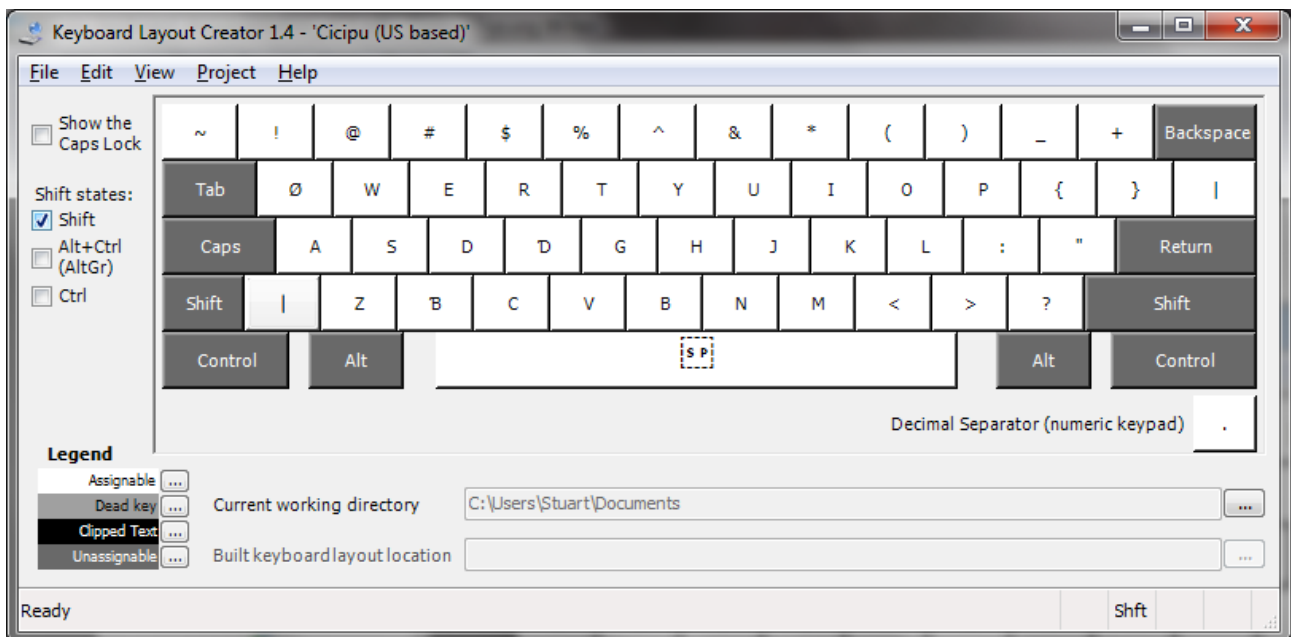 Keyboard Layout Creator 1.4 - 'Cicipu (US based)'
File Edit View Project Help
Show the
Caps Lock
~ ! @ # $ % ^ & * ( ) _ + Backspace
Shift states:
Shift
Alt+Ctrl
(AltGr)
Ctrl
Tab Ø W E R T Y U I O P { } |
Caps A S D Ɗ G H J K L : " Return
Shift | Z Ɓ C V B N M < > ? Shift
Control Alt SP Alt Control
Decimal Separator (numeric keypad) .
Legend
Assignable ...
Dead key ...
Clipped Text ...
Unassignable ...
Current working directory C:\Users\Stuart\Documents ...
Built keyboard layout location ...
Ready Shft